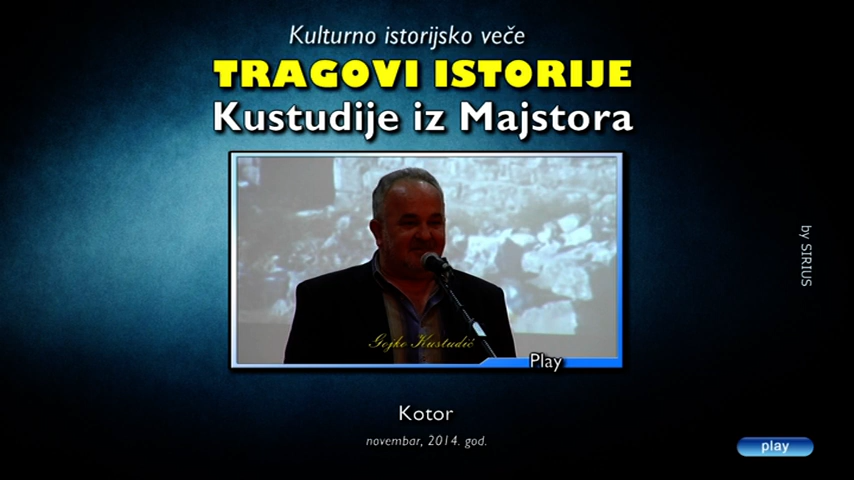 Kulturno istorijsko veče
TRAGOVI ISTORIJE
Kustudije iz Majstora
by SIRIUS
Gojko Kustudić
Play
Kotor
novembar, 2014. god.
play